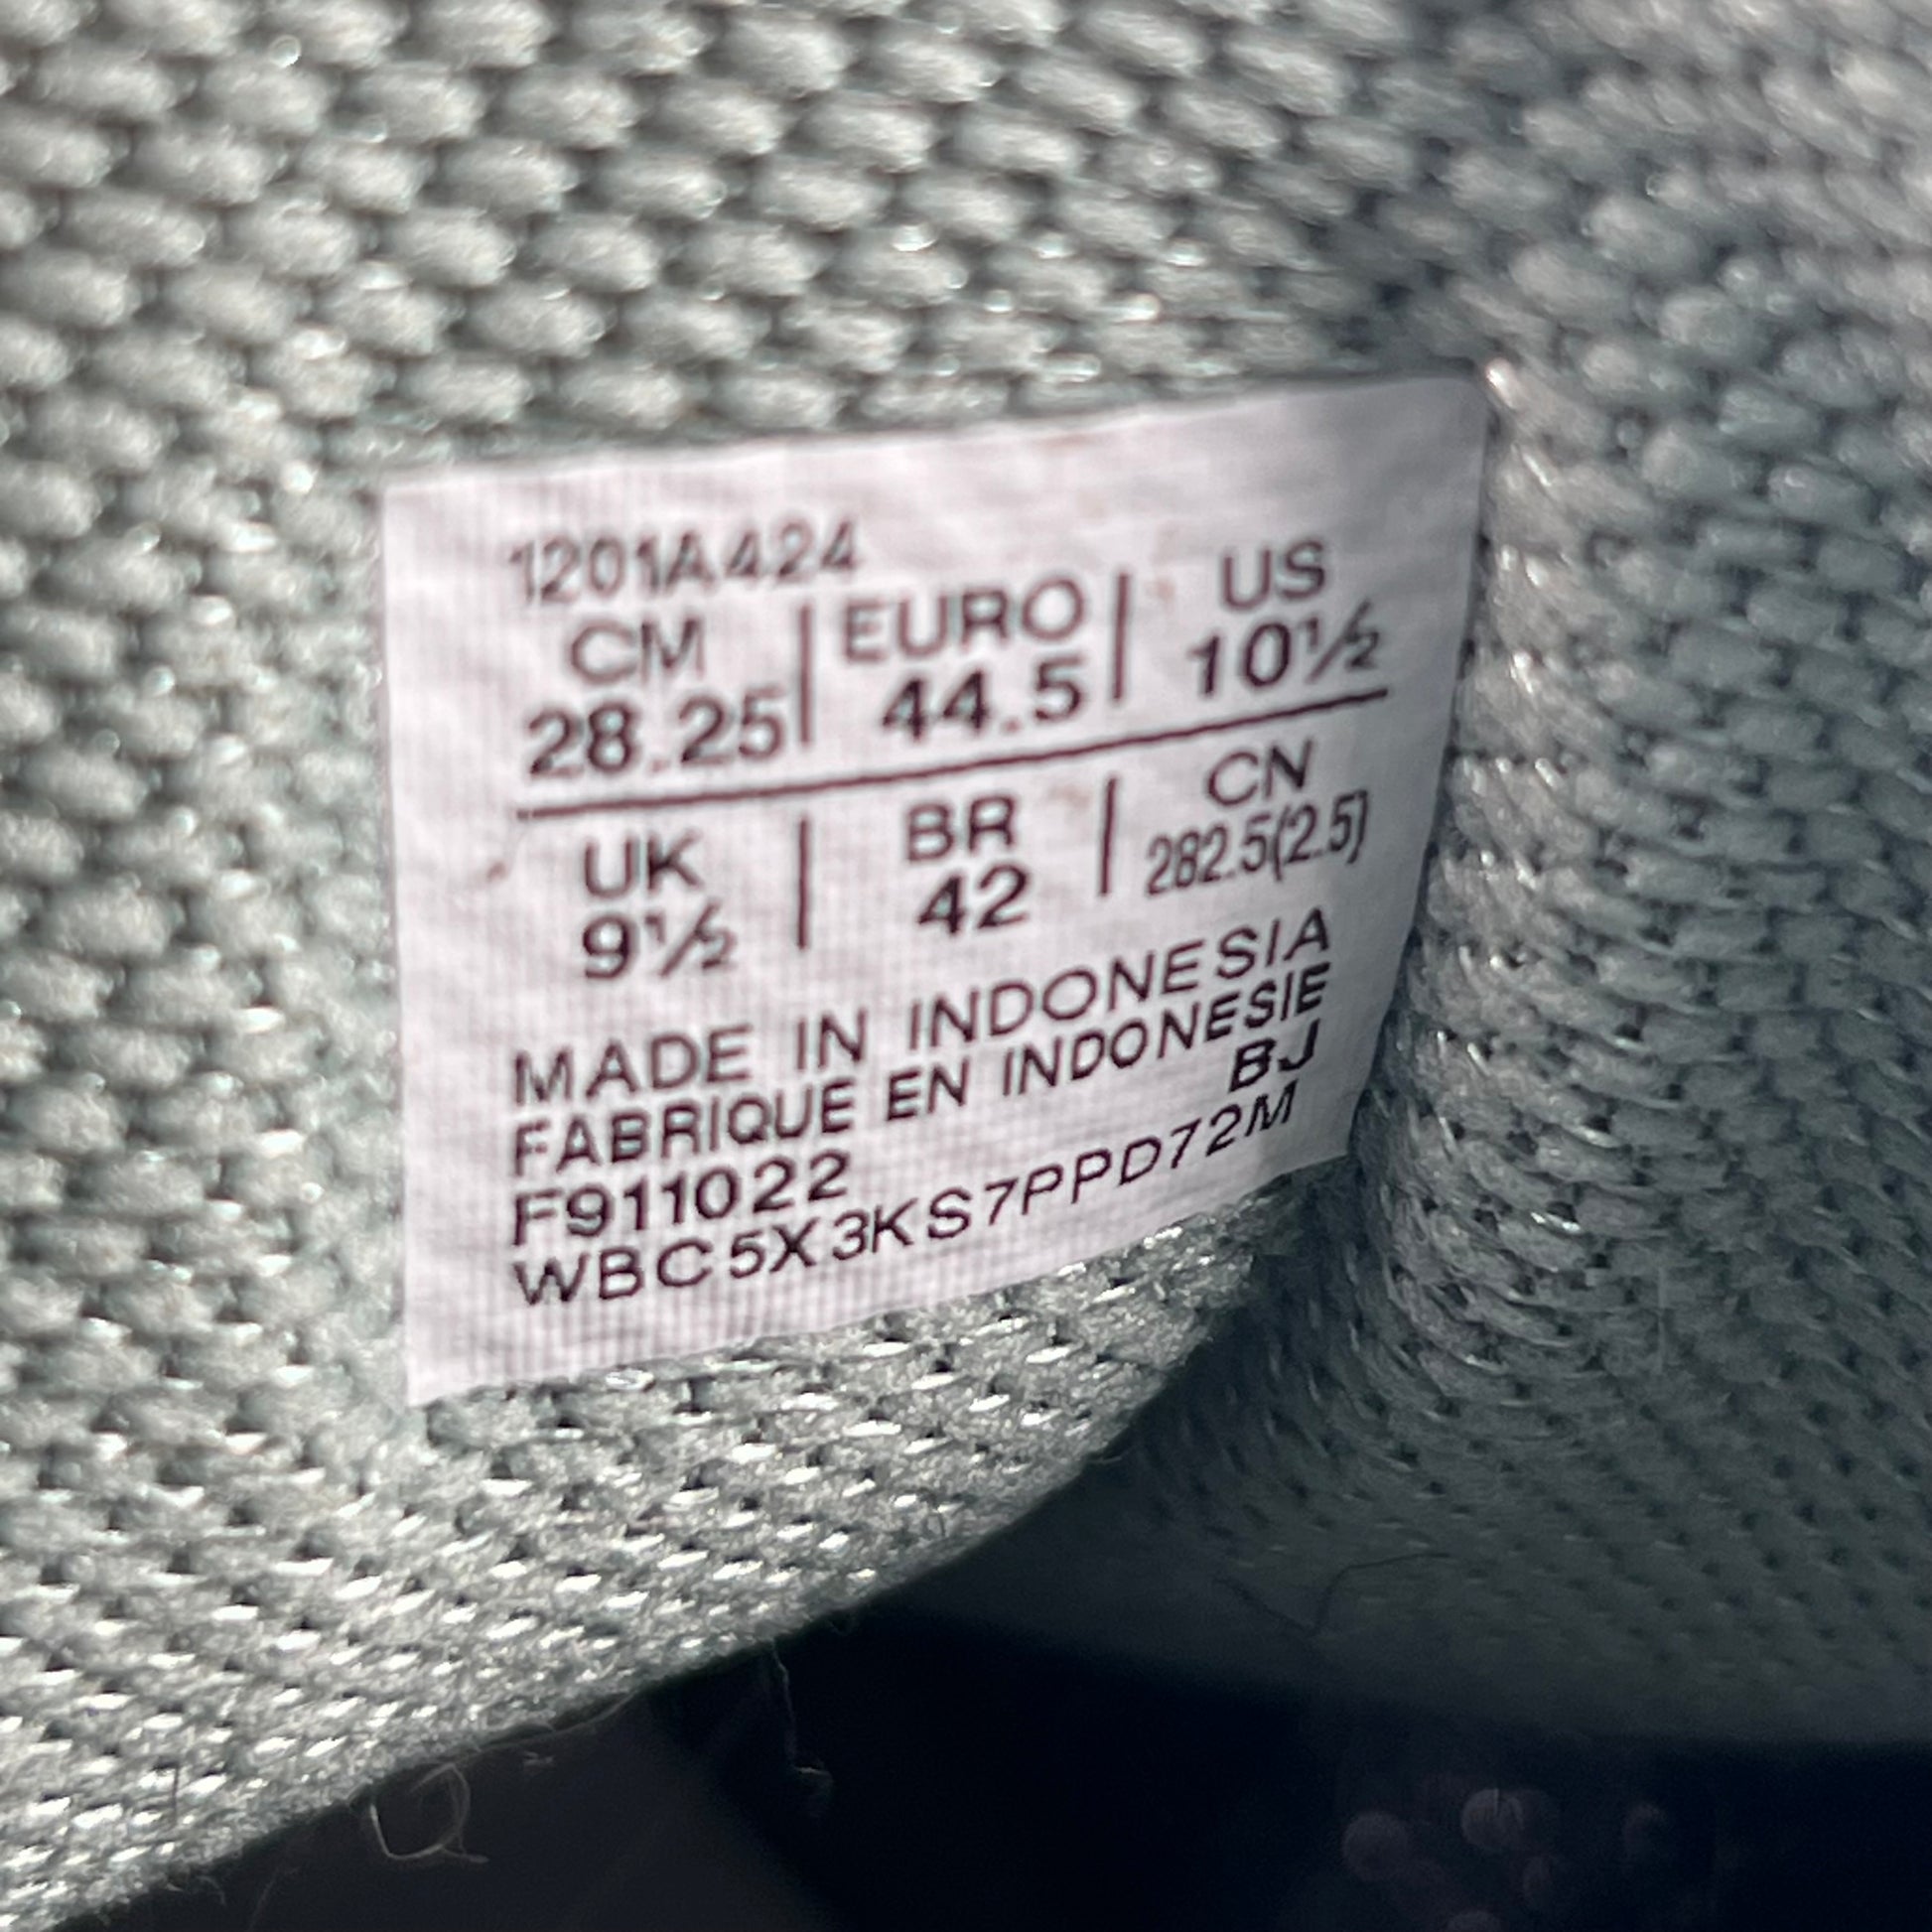 1201A424
CM | EURO | US
28.25 | 44.5 | 10½
UK | BR | CN
9½ | 42 | 282.5(2.5)
MADE IN INDONESIA
FABRIQUE EN INDONESIE
BJ
F911022
WBC5X3KS7PPD72M